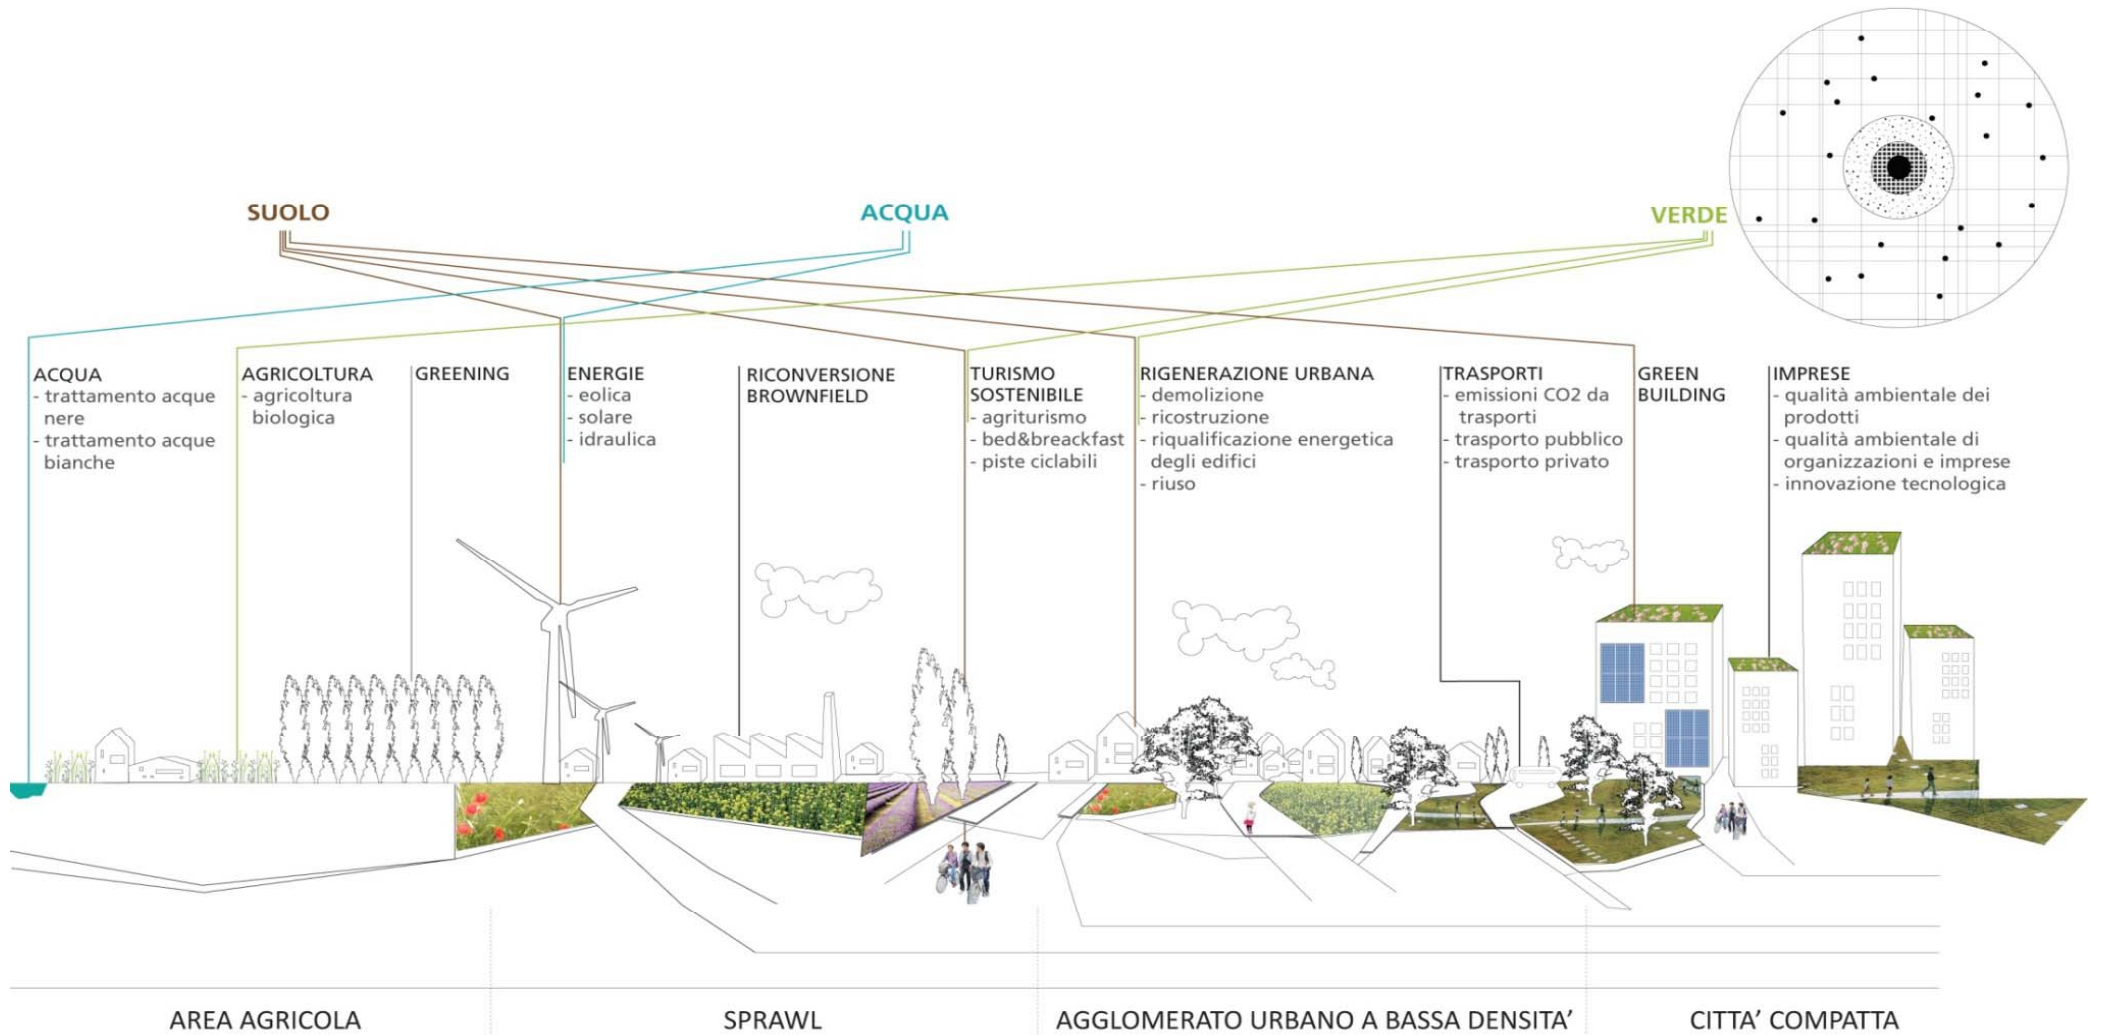 SUOLO
ACQUA
VERDE
ACQUA
- trattamento acque
nere
- trattamento acque
bianche
AGRICOLTURA
- agricoltura
biologica
GREENING
ENERGIE
- eolica
- solare
- idraulica
RICONVERSIONE
BROWNFIELD
TURISMO
SOSTENIBILE
- agriturismo
- bed&breackfast
- piste ciclabili
RIGENERAZIONE URBANA
- demolizione
- ricostruzione
- riqualificazione energetica
degli edifici
- riuso
TRASPORTI
- emissioni CO2 da
trasporti
- trasporto pubblico
- trasporto privato
GREEN
BUILDING
IMPRESE
- qualità ambientale dei
prodotti
- qualità ambientale di
organizzazioni e imprese
- innovazione tecnologica
AREA AGRICOLA
SPRAWL
AGGLOMERATO URBANO A BASSA DENSITA’
CITTA’ COMPATTA